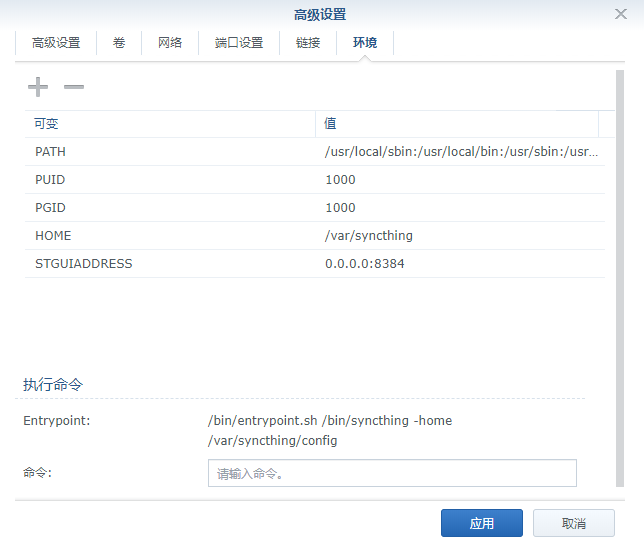 高级设置
高级设置 卷 网络 端口设置 链接 环境
可变 值
PATH /usr/local/sbin:/usr/local/bin:/usr/sbin:/usr...
PUID 1000
PGID 1000
HOME /var/syncthing
STGUIADDRESS 0.0.0.0:8384
执行命令
Entrypoint: /bin/entrypoint.sh /bin/syncthing -home
/var/syncthing/config
命令: 请输入命令。
应用 取消